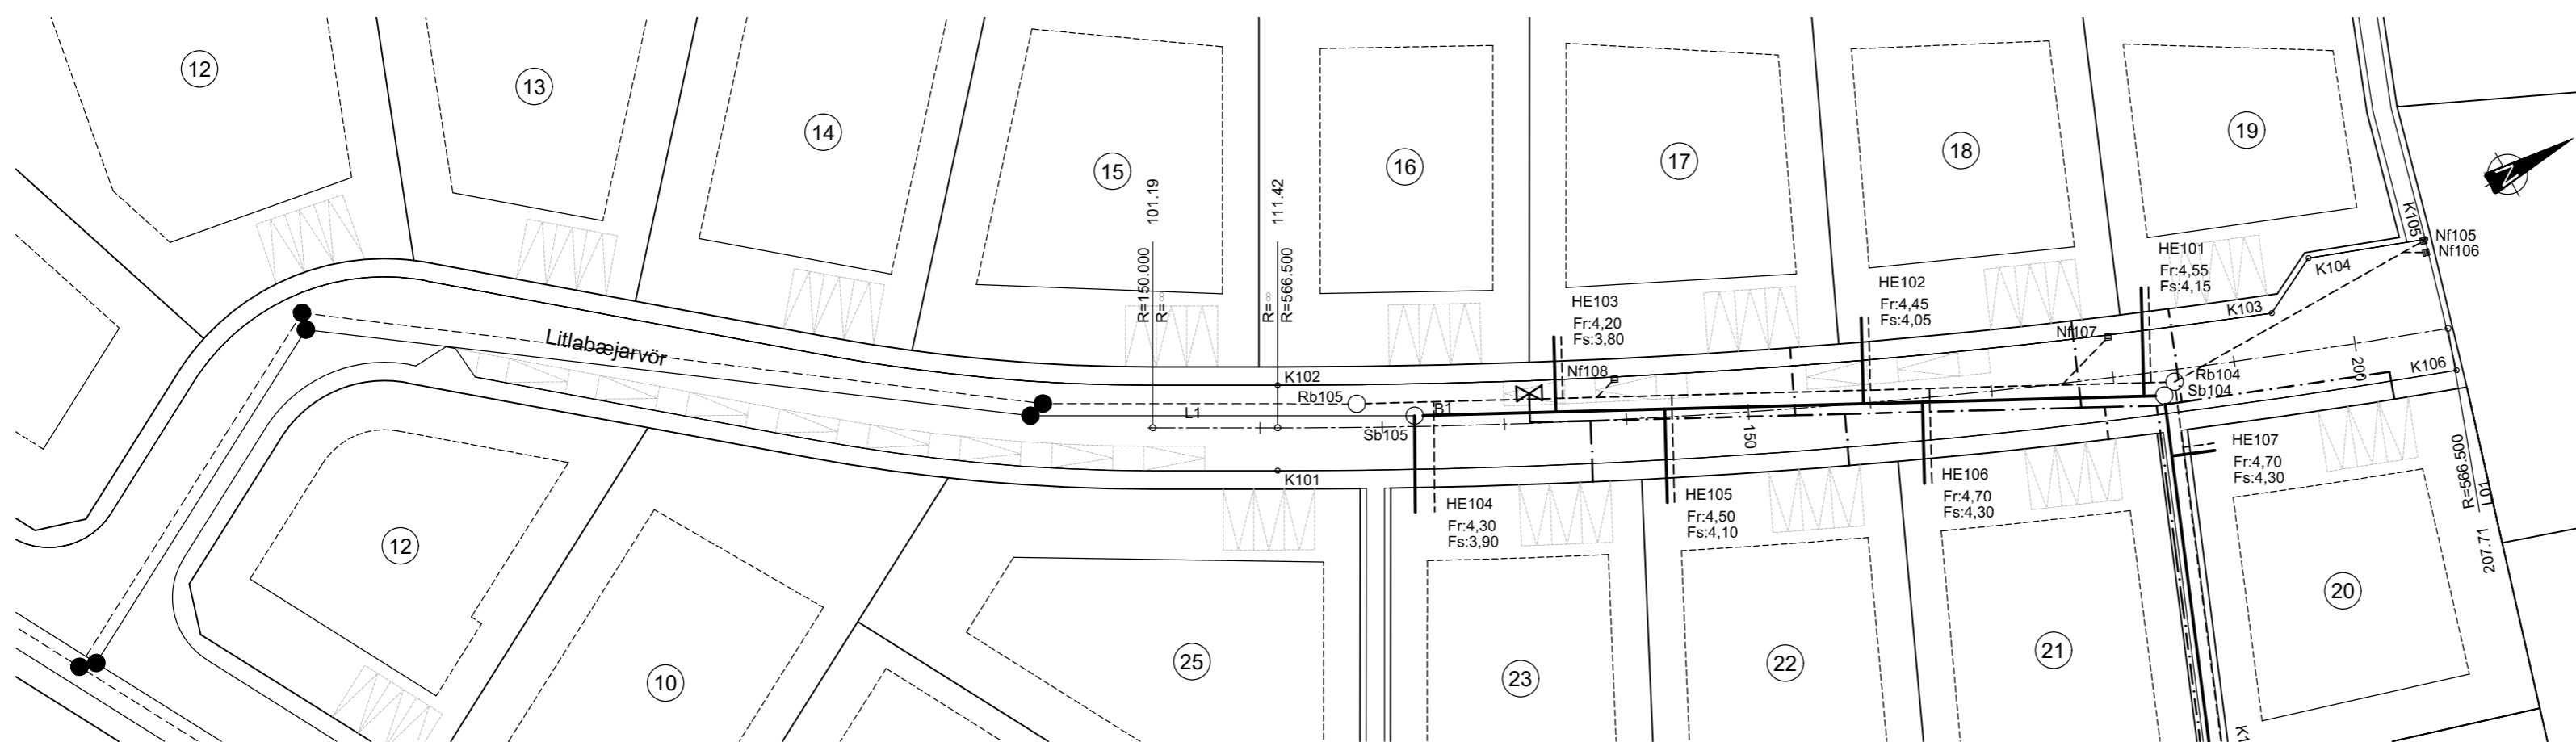 12
13
14
15
16
17
18
19
101.19
R=150.000
R=∞
111.42
R=∞
R=566.500
Litlabæjarvör
L1
K102
Rb105
Sb105
B1
K101
HE103
Fr:4,20
Fs:3,80
Nf108
HE102
Fr:4,45
Fs:4,05
Nf107
HE101
Fr:4,55
Fs:4,15
K103
K104
K105
Nf105
Nf106
N
Rb104
Sb104
150
200
K106
HE104
Fr:4,30
Fs:3,90
HE105
Fr:4,50
Fs:4,10
HE106
Fr:4,70
Fs:4,30
HE107
Fr:4,70
Fs:4,30
R=566.500
L01
207.71
12
10
25
23
22
21
20